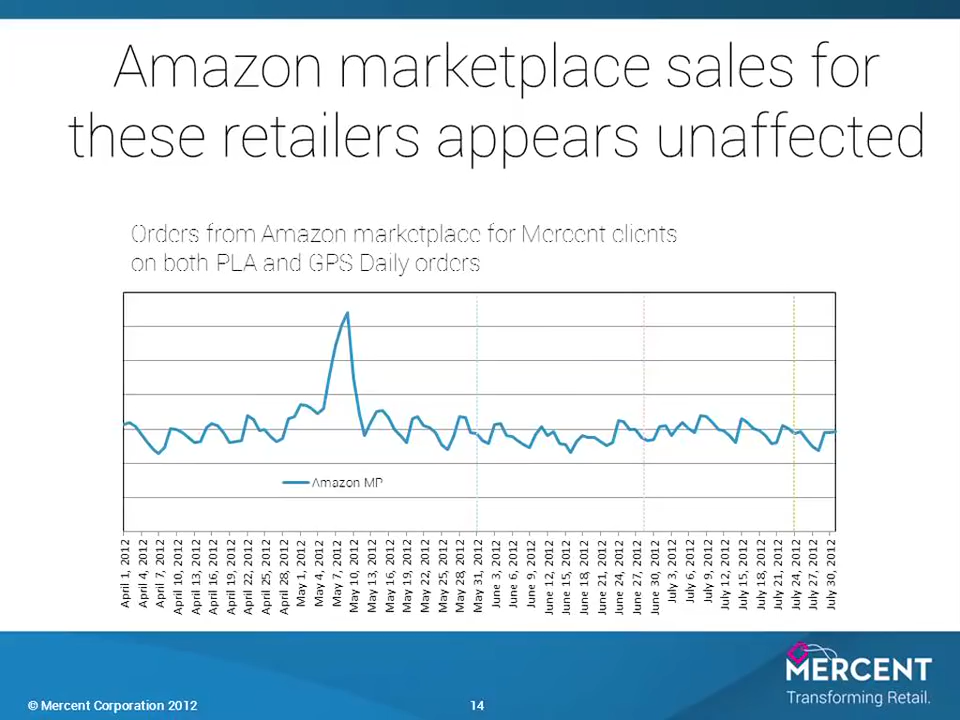 Amazon marketplace sales for
these retailers appears unaffected
Orders from Amazon marketplace for Mercent clients
on both PLA and GPS Daily orders
Amazon MP
April 1, 2012
April 4, 2012
April 7, 2012
April 10, 2012
April 13, 2012
April 16, 2012
April 19, 2012
April 22, 2012
April 25, 2012
April 28, 2012
May 1, 2012
May 4, 2012
May 7, 2012
May 10, 2012
May 13, 2012
May 16, 2012
May 19, 2012
May 22, 2012
May 25, 2012
May 28, 2012
May 31, 2012
June 3, 2012
June 6, 2012
June 9, 2012
June 12, 2012
June 15, 2012
June 18, 2012
June 21, 2012
June 24, 2012
June 27, 2012
June 30, 2012
July 3, 2012
July 6, 2012
July 9, 2012
July 12, 2012
July 15, 2012
July 18, 2012
July 21, 2012
July 24, 2012
July 27, 2012
July 30, 2012
MERCENT
Transforming Retail.
© Mercent Corporation 2012
14